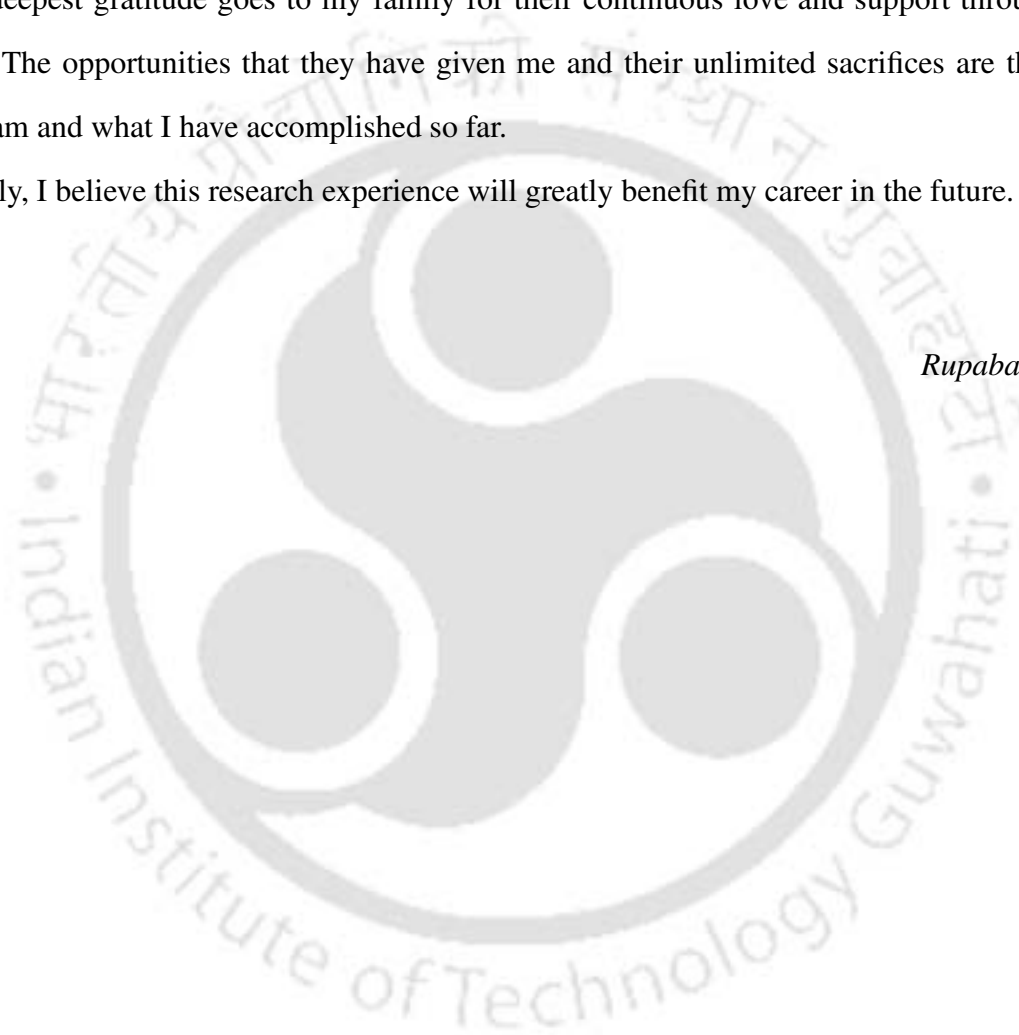 deepest gratitude goes to my family for their continuous love and support throu
The opportunities that they have given me and their unlimited sacrifices are th
am and what I have accomplished so far.
ly, I believe this research experience will greatly benefit my career in the future.
Rupaba
भारतीय प्रौद्योगिकी संस्थान गुवाहाटी
• Indian Institute of Technology Guwahati •